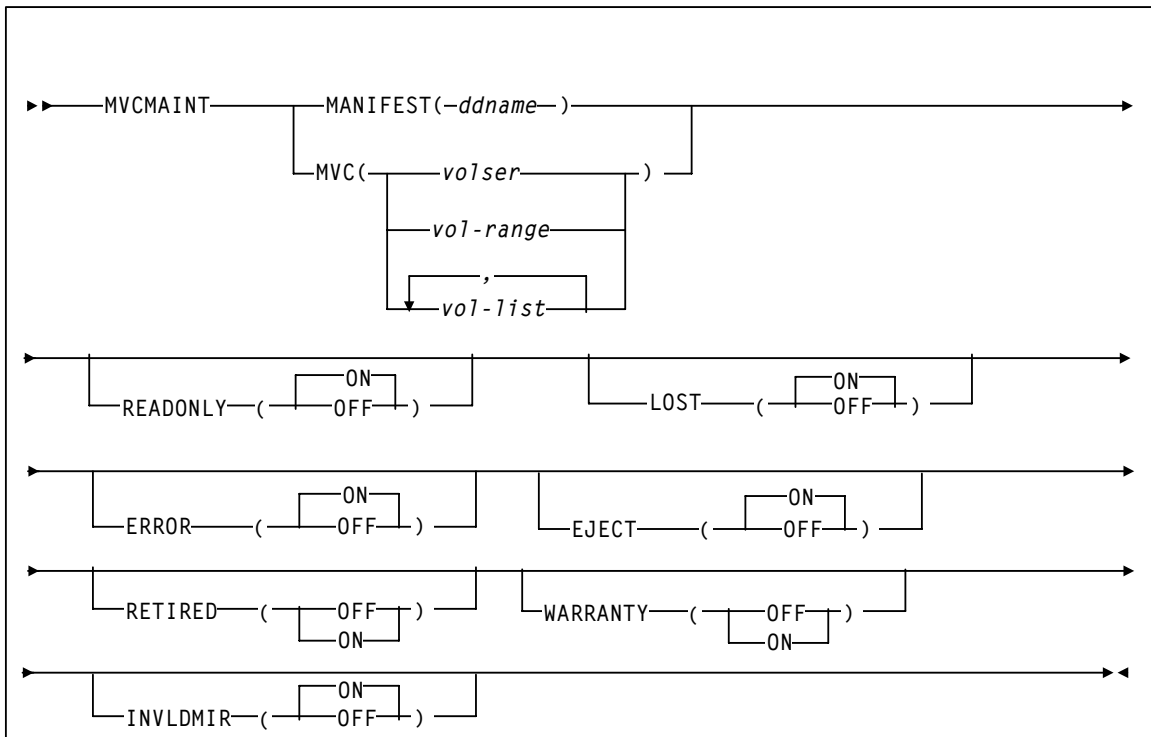 MVCMAINT MANIFEST( ddname )
MVC( volser )
vol-range
,
vol-list
ON ON
READONLY ( OFF ) LOST ( OFF )
ON ON
ERROR ( OFF ) EJECT ( OFF )
RETIRED ( OFF ) WARRANTY ( OFF )
ON ON
ON
INVLDMIR ( OFF )